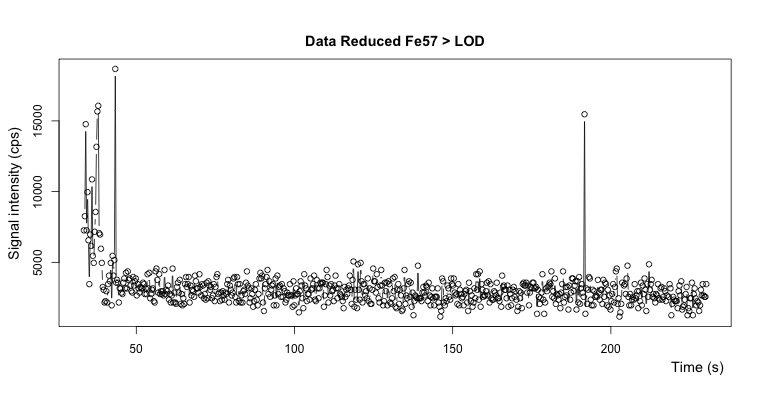 Data Reduced Fe57 > LOD
Signal intensity (cps)
15000
10000
5000
50
100
150
200
Time (s)